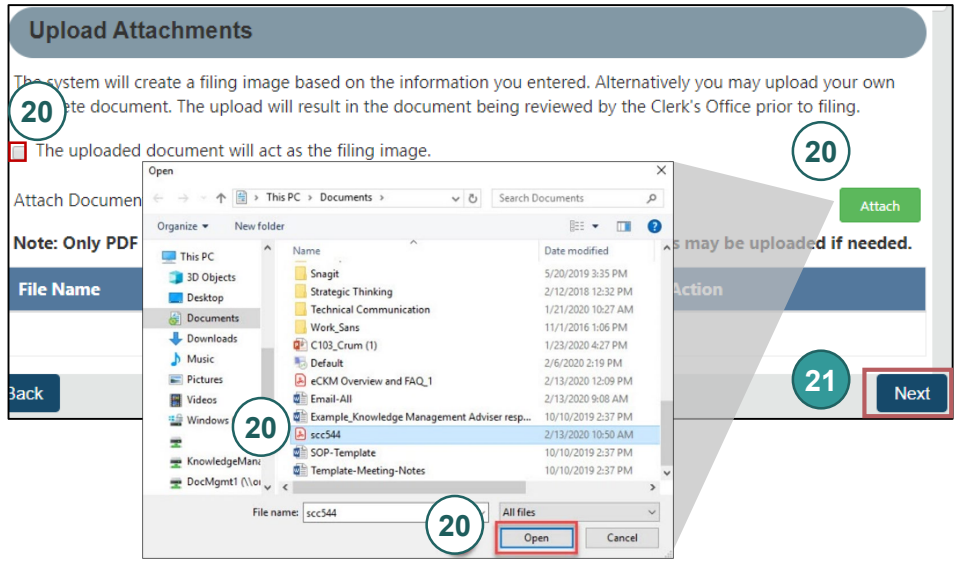 Upload Attachments
The system will create a filing image based on the information you entered. Alternatively you may upload your own
ete document. The upload will result in the document being reviewed by the Clerk's Office prior to filing.
20
The uploaded document will act as the filing image.
20
Attach Documen
Attach
Note: Only PDF
s may be uploaded if needed.
File Name
Action
Back
21
Next
Open
This PC > Documents >
Search Documents
Organize
New folder
This PC
3D Objects
Desktop
Documents
Downloads
Music
Pictures
Videos
Windows
KnowledgeMana
DocMgmt1 (\\or
Name
Date modified
Snagit
5/20/2019 3:35 PM
Strategic Thinking
2/12/2018 12:32 PM
Technical Communication
1/21/2020 10:27 AM
Work_Sans
11/1/2016 1:06 PM
C103_Crum (1)
1/23/2020 4:27 PM
Default
2/6/2020 2:19 PM
eCKM Overview and FAQ_1
2/13/2020 12:09 PM
Email-All
2/13/2020 9:08 AM
Example_Knowledge Management Adviser resp...
10/10/2019 2:37 PM
20
scc544
2/13/2020 10:50 AM
SOP-Template
10/10/2019 2:37 PM
Template-Meeting-Notes
10/10/2019 2:37 PM
File name: scc544
All files
20
Open
Cancel